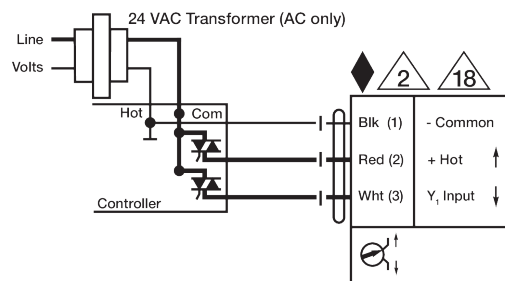 24 VAC Transformer (AC only)
Line
Volts
2
18
Hot
Com
Blk (1)
- Common
Red (2)
+ Hot
Wht (3)
Y1 Input
Controller